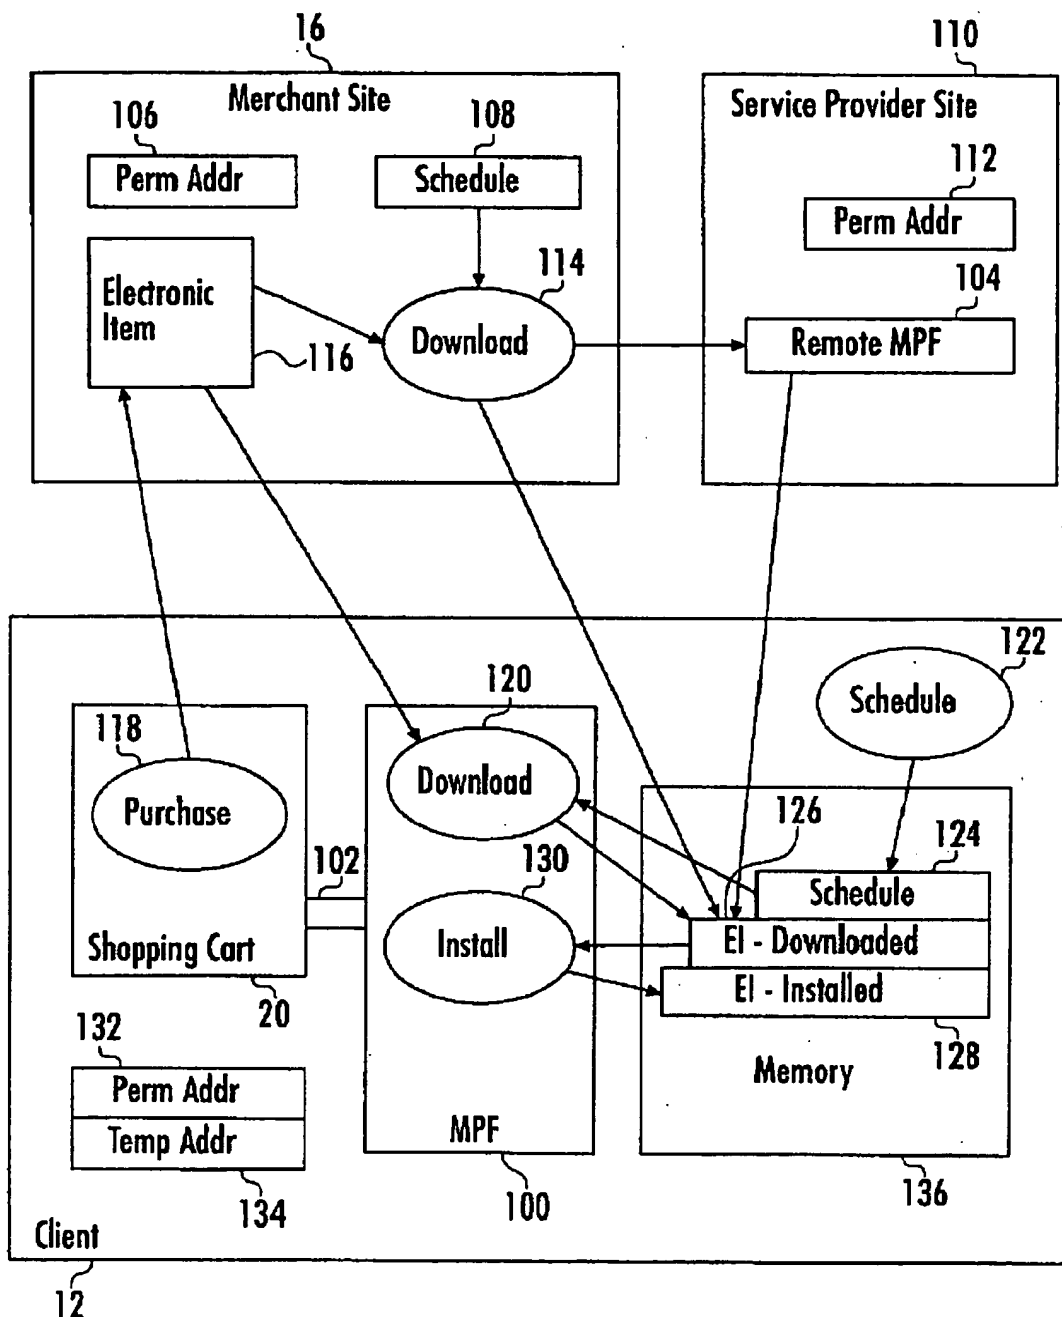 16
110
Merchant Site
Service Provider Site
106
108
Perm Addr
Schedule
112
Perm Addr
Electronic
Item
114
Download
104
Remote MPF
116
122
Schedule
120
Download
118
Purchase
126
124
Schedule
102
130
Install
EI - Downloaded
EI - Installed
Shopping Cart
20
128
Memory
132
Perm Addr
Temp Addr
134
MPF
100
136
Client
12